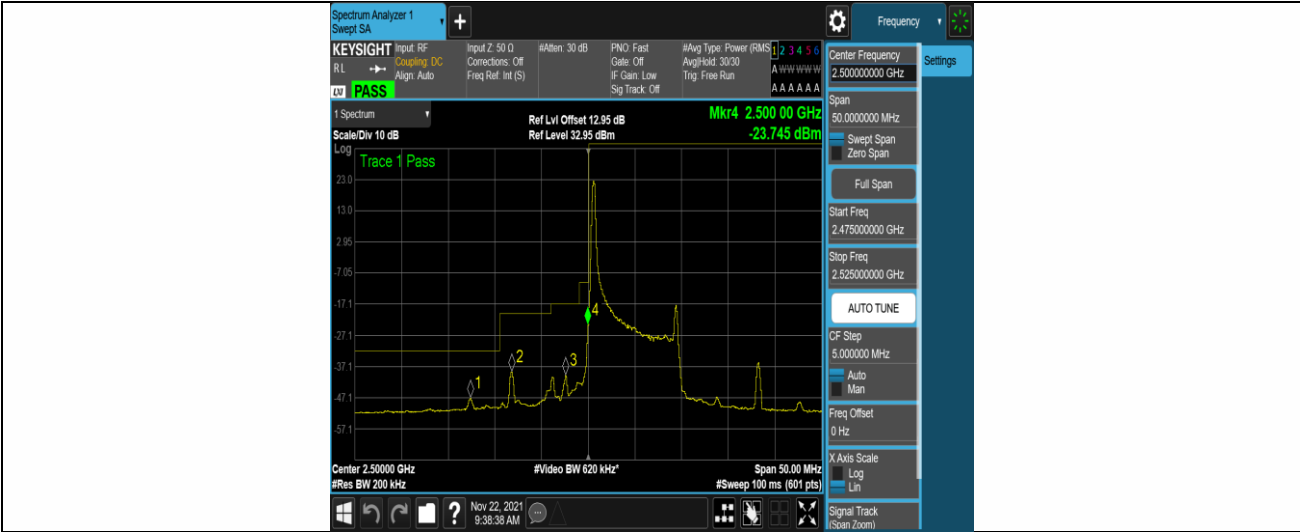 Spectrum Analyzer 1
Swept SA
+
Frequency
KEYSIGHT
RL
PASS
Input: RF
Coupling: DC
Align: Auto
Input Z: 50 Ω
Corrections: Off
Freq Ref: Int (S)
#Atten: 30 dB
PNO: Fast
Gate: Off
IF Gain: Low
Sig Track: Off
#Avg Type: Power (RMS
Avg|Hold: 30/30
Trig: Free Run
1 2 3 4 5 6
A W W W W W
A A A A A A
1 Spectrum
Scale/Div 10 dB
Ref Lvl Offset 12.95 dB
Ref Level 32.95 dBm
Mkr4 2.500 00 GHz
-23.745 dBm
Log
Trace 1 Pass
23.0
13.0
2.95
-7.05
-17.1
-27.1
-37.1
-47.1
-57.1
1
2
3
4
Center 2.50000 GHz
#Res BW 200 kHz
#Video BW 620 kHz*
Span 50.00 MHz
#Sweep 100 ms (601 pts)
Center Frequency
2.500000000 GHz
Settings
Span
50.0000000 MHz
Swept Span
Zero Span
Full Span
Start Freq
2.475000000 GHz
Stop Freq
2.525000000 GHz
AUTO TUNE
CF Step
5.000000 MHz
Auto
Man
Freq Offset
0 Hz
X Axis Scale
Log
Lin
Signal Track
(Span Zoom)
?
Nov 22, 2021
9:38:38 AM